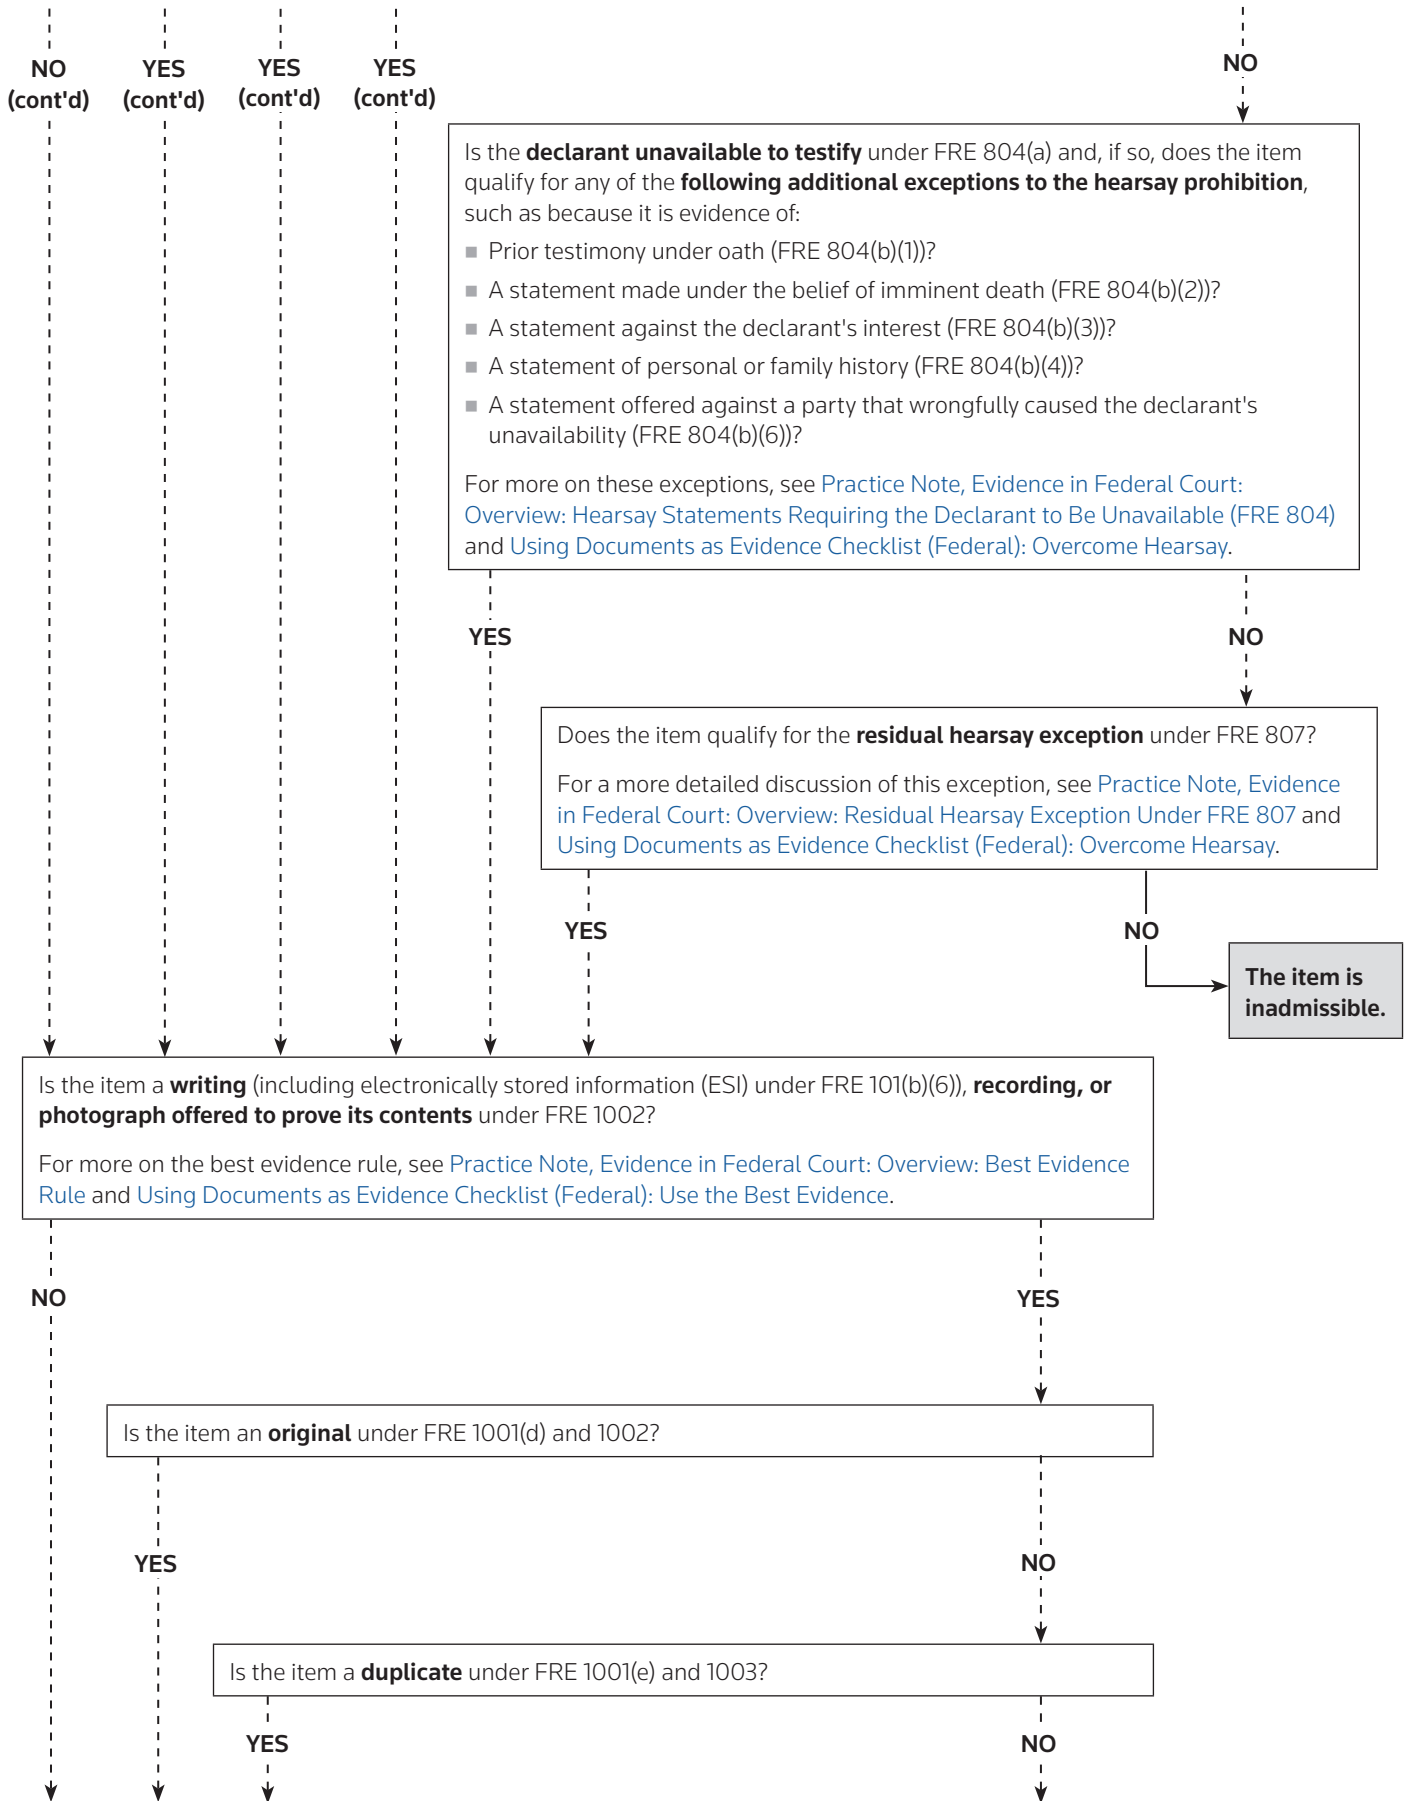 NO
(cont'd)
YES
(cont'd)
YES
(cont'd)
YES
(cont'd)
NO
Is the declarant unavailable to testify under FRE 804(a) and, if so, does the item
qualify for any of the following additional exceptions to the hearsay prohibition,
such as because it is evidence of:
■ Prior testimony under oath (FRE 804(b)(1))?
■ A statement made under the belief of imminent death (FRE 804(b)(2))?
■ A statement against the declarant's interest (FRE 804(b)(3))?
■ A statement of personal or family history (FRE 804(b)(4))?
■ A statement offered against a party that wrongfully caused the declarant's
unavailability (FRE 804(b)(6))?
For more on these exceptions, see Practice Note, Evidence in Federal Court:
Overview: Hearsay Statements Requiring the Declarant to Be Unavailable (FRE 804)
and Using Documents as Evidence Checklist (Federal): Overcome Hearsay.
YES
NO
Does the item qualify for the residual hearsay exception under FRE 807?
For a more detailed discussion of this exception, see Practice Note, Evidence
in Federal Court: Overview: Residual Hearsay Exception Under FRE 807 and
Using Documents as Evidence Checklist (Federal): Overcome Hearsay.
YES
NO
The item is
inadmissible.
Is the item a writing (including electronically stored information (ESI) under FRE 101(b)(6)), recording, or
photograph offered to prove its contents under FRE 1002?
For more on the best evidence rule, see Practice Note, Evidence in Federal Court: Overview: Best Evidence
Rule and Using Documents as Evidence Checklist (Federal): Use the Best Evidence.
NO
YES
Is the item an original under FRE 1001(d) and 1002?
YES
NO
Is the item a duplicate under FRE 1001(e) and 1003?
YES
NO